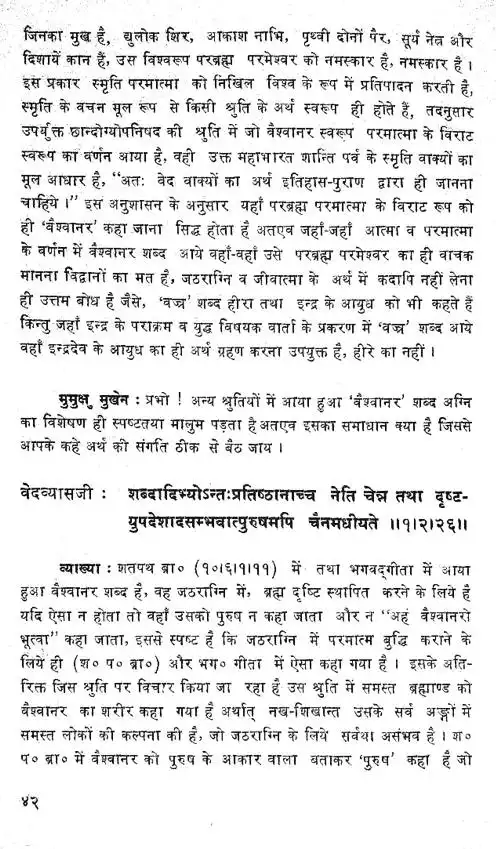 जिनका मुख है, द्युलोक शिर, आकाश नाभि, पृथ्वी दोनों पैर, सूर्य नेत्र और
दिशायें कान हैं, उस विश्वरूप परब्रह्म परमेश्वर को नमस्कार है, नमस्कार है ।
इस प्रकार स्मृति परमात्मा को निखिल विश्व के रूप में प्रतिपादन करती है,
स्मृति के वचन मूल रूप से किसी श्रुति के अर्थ स्वरूप ही होते हैं, तदनुसार
उपर्युक्त छान्दोग्योपनिषद की श्रुति में जो वैश्वानर स्वरूप परमात्मा के विराट
स्वरूप का वर्णन आया है, वही उक्त महाभारत शान्ति पर्व के स्मृति वाक्यों का
मूल आधार है, “अतः वेद वाक्यों का अर्थ इतिहास-पुराण द्वारा ही जानना
चाहिये ।” इस अनुशासन के अनुसार यहाँ परब्रह्म परमात्मा के विराट रूप को
ही ‘वैश्वानर’ कहा जाना सिद्ध होता है अतएव जहाँ-जहाँ आत्मा व परमात्मा
के वर्णन में वैश्वानर शब्द आये वहाँ-वहाँ उसे परब्रह्म परमेश्वर का ही वाचक
मानना विद्वानों का मत है, जठराग्नि व जीवात्मा के अर्थ में कदापि नहीं लेना
ही उत्तम बोध है जैसे, ‘वज्र’ शब्द हीरा तथा इन्द्र के आयुध को भी कहते हैं
किन्तु जहाँ इन्द्र के पराक्रम व युद्ध विषयक वार्ता के प्रकरण में ‘वज्र’ शब्द आये
वहाँ इन्द्रदेव के आयुध का ही अर्थ ग्रहण करना उपयुक्त है, हीरे का नहीं ।
मुमुक्षु मुखेन : प्रभो ! अन्य श्रुतियों में आया हुआ ‘वैश्वानर’ शब्द अग्नि
का विशेषण ही स्पष्टतया मालुम पड़ता है अतएव इसका समाधान क्या है जिससे
आपके कहे अर्थ की संगति ठीक से बैठ जाय ।
वेदव्यासजी : शब्दादिभ्योऽन्तःप्रतिष्ठानाच्च नेति चेन्न तथा दृष्ट-
युपदेशादसम्भवात्पुरुषमपि चैनमधीयते ॥१।२।२६॥
व्याख्या : शतपथ ब्रा० (१०।६।१।११) में तथा भगवद्गीता में आया
हुआ वैश्वानर शब्द है, वह जठराग्नि में, ब्रह्म दृष्टि स्थापित करने के लिये है
यदि ऐसा न होता तो वहाँ उसको पुरुष न कहा जाता और न “अहं वैश्वानरो
भूत्वा” कहा जाता, इससे स्पष्ट है कि जठराग्नि में परमात्म बुद्धि कराने के
लिये ही (श० प० ब्रा०) और भग० गीता में ऐसा कहा गया है । इसके अति-
रिक्त जिस श्रुति पर विचार किया जा रहा है उस श्रुति में समस्त ब्रह्माण्ड को
वैश्वानर का शरीर कहा गया है अर्थात् नख-शिखान्त उसके सर्व अङ्गों में
समस्त लोकों की कल्पना की है, जो जठराग्नि के लिये सर्वथा असंभव है । श०
प० ब्रा० में वैश्वानर को पुरुष के आकार वाला बताकर ‘पुरुष’ कहा है जो
४२